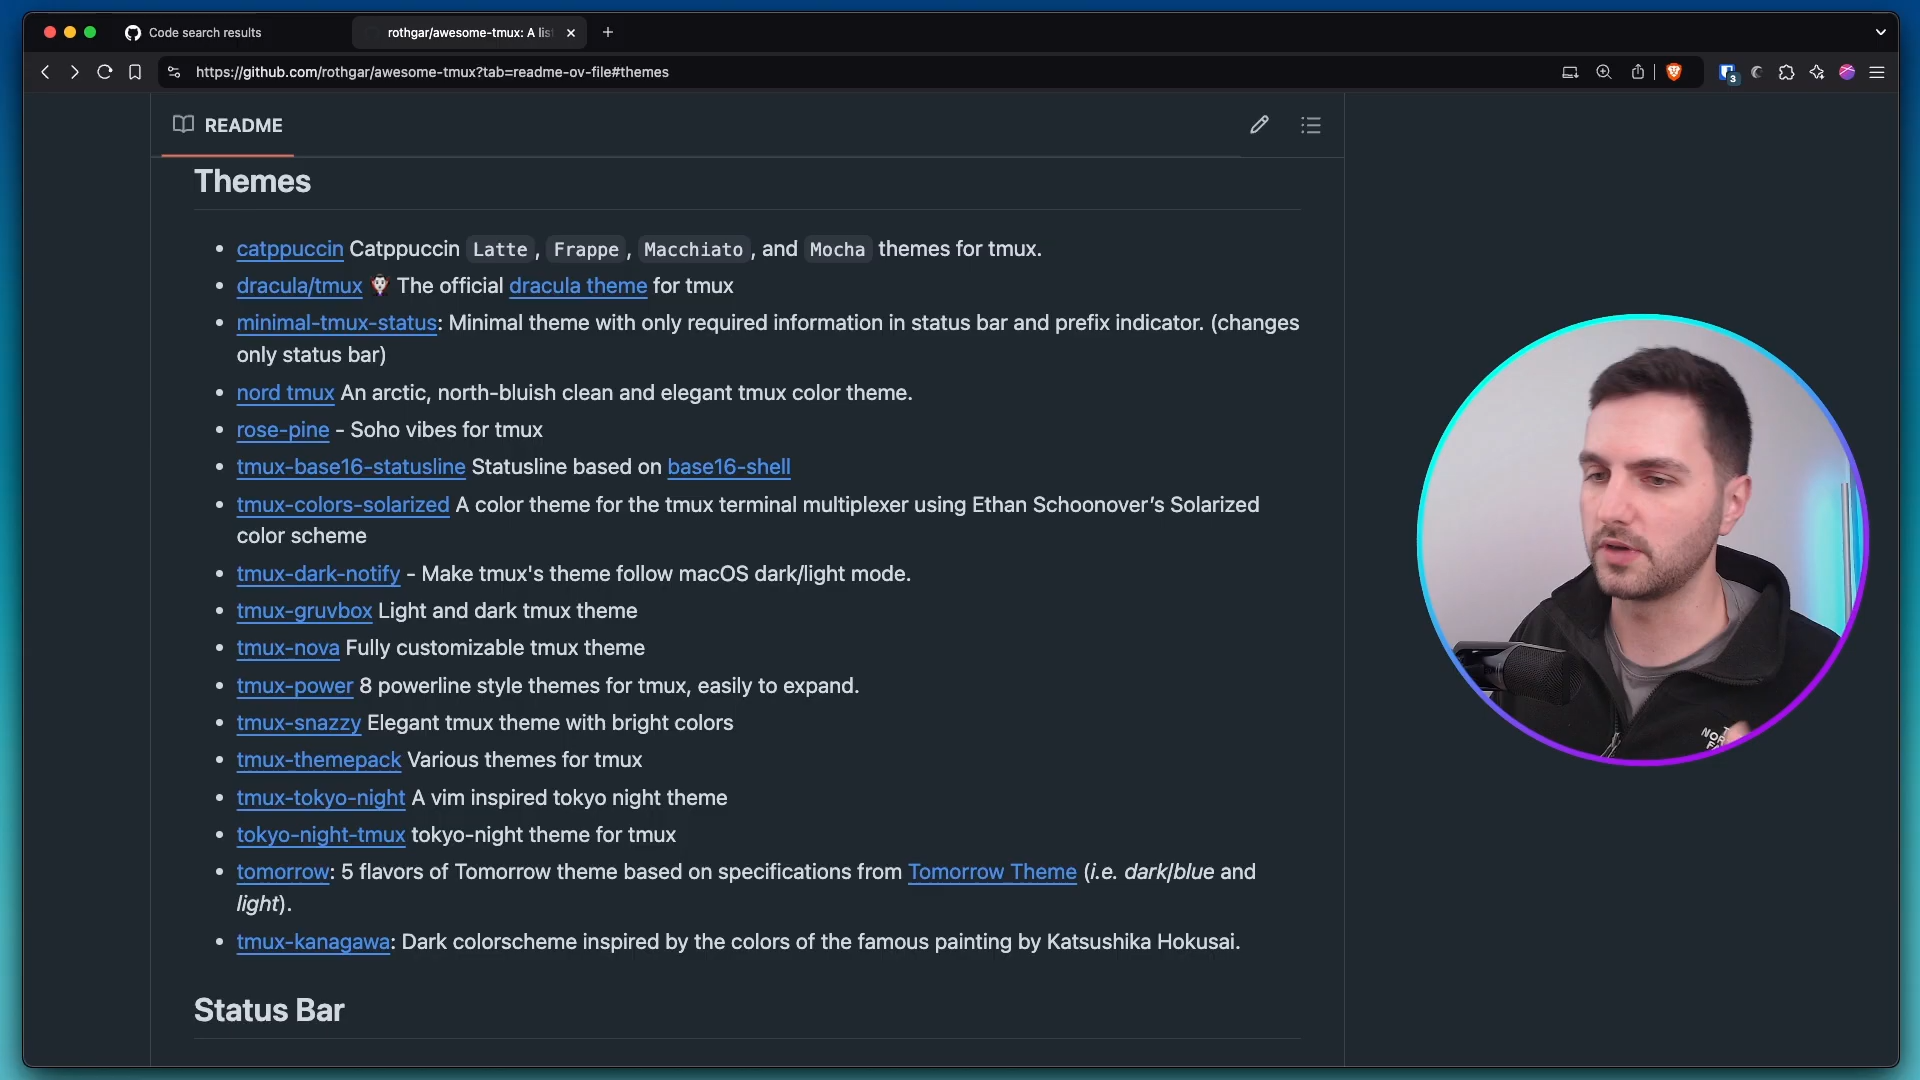 Code search results
rothgar/awesome-tmux: A lis
https://github.com/rothgar/awesome-tmux?tab=readme-ov-file#themes
3
README
Themes
catppuccin Catppuccin Latte, Frappe, Macchiato, and Mocha themes for tmux.
dracula/tmux 🧛🏻‍♂️ The official dracula theme for tmux
minimal-tmux-status: Minimal theme with only required information in status bar and prefix indicator. (changes
only status bar)
nord tmux An arctic, north-bluish clean and elegant tmux color theme.
rose-pine - Soho vibes for tmux
tmux-base16-statusline Statusline based on base16-shell
tmux-colors-solarized A color theme for the tmux terminal multiplexer using Ethan Schoonover’s Solarized
color scheme
tmux-dark-notify - Make tmux's theme follow macOS dark/light mode.
tmux-gruvbox Light and dark tmux theme
tmux-nova Fully customizable tmux theme
tmux-power 8 powerline style themes for tmux, easily to expand.
tmux-snazzy Elegant tmux theme with bright colors
tmux-themepack Various themes for tmux
tmux-tokyo-night A vim inspired tokyo night theme
tokyo-night-tmux tokyo-night theme for tmux
tomorrow: 5 flavors of Tomorrow theme based on specifications from Tomorrow Theme (i.e. dark/blue and
light).
tmux-kanagawa: Dark colorscheme inspired by the colors of the famous painting by Katsushika Hokusai.
Status Bar